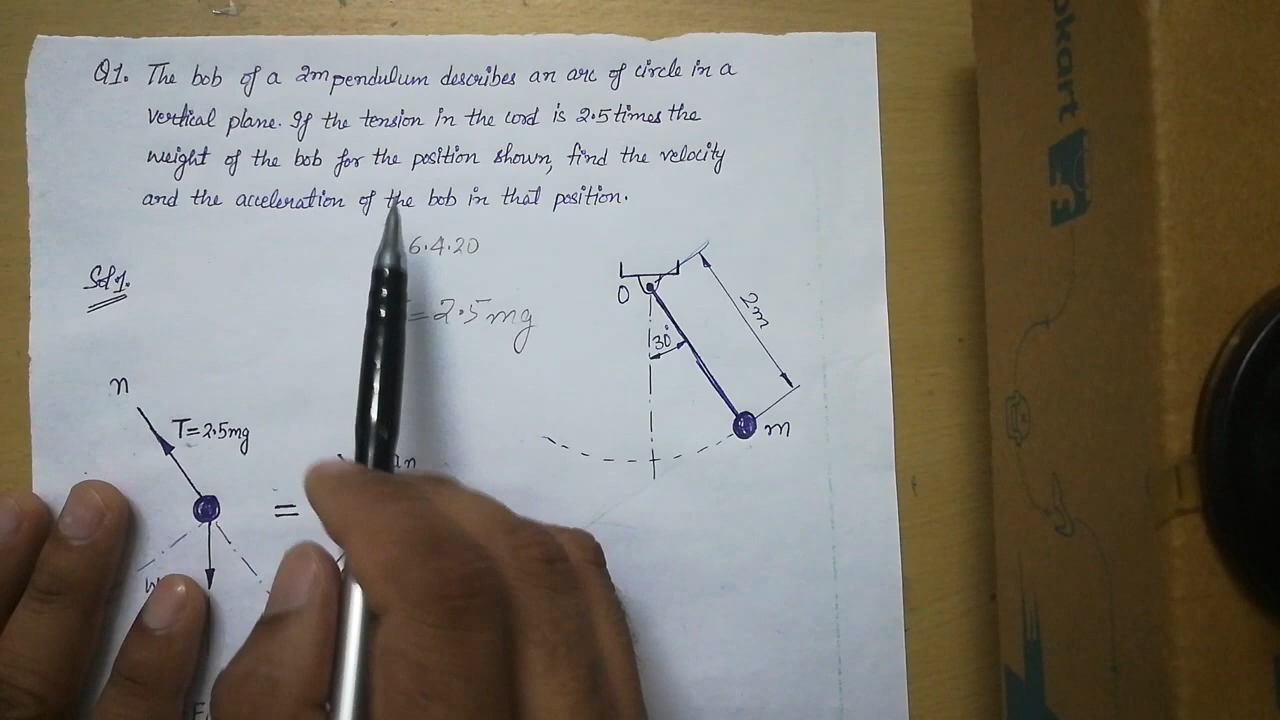 Q1. The bob of a 2m pendulum describes an arc of circle in a
vertical plane. If the tension in the cord is 2.5 times the
weight of the bob for the position shown, find the velocity
and the acceleration of the bob in that position.
6.4.20
Sol 1.
= 2.5mg
O
2m
30°
m
n
T=2.5mg
=